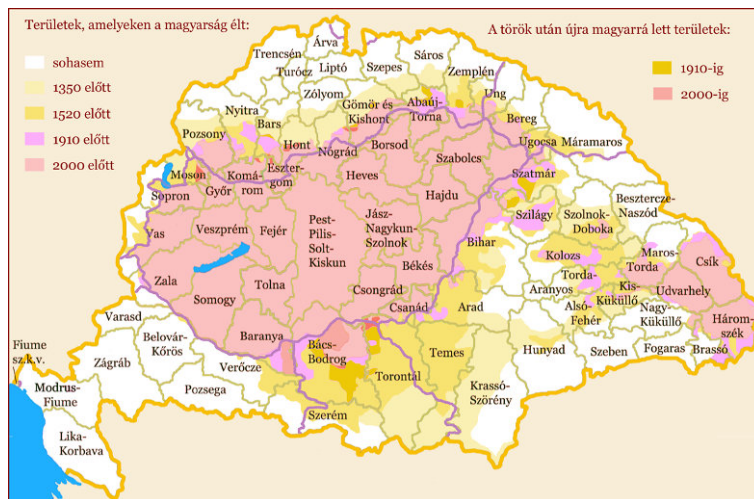 Területek, amelyeken a magyarság élt:
sohasem
1350 előtt
1520 előtt
1910 előtt
2000 előtt
A török után újra magyarrá lett területek:
1910-ig
2000-ig
Árva
Trencsén
Liptó
Turócz
Szepes
Sáros
Zemplén
Zólyom
Abaúj-
Torna
Ung
Gömör és
Kishont
Nyitra
Bars
Bereg
Pozsony
Hont
Nógrád
Borsod
Ugocsa
Máramaros
Szabolcs
Moson
Komá-
rom
Eszter-
gom
Győr
Heves
Szatmár
Sopron
Hajdu
Besztercze-
Naszód
Szilágy
Szolnok-
Doboka
Vas
Veszprém
Fejér
Pest-
Pilis-
Solt-
Kiskun
Jász-
Nagykun-
Szolnok
Bihar
Kolozs
Maros-
Torda
Csík
Békés
Torda-
Aranyos
Zala
Tolna
Kis-
Küküllő
Udvarhely
Somogy
Csongrád
Csanád
Arad
Alsó-
Fehér
Nagy-
Küküllő
Három-
szék
Varasd
Baranya
Bács-
Bodrog
Temes
Hunyad
Szeben
Fogaras
Brassó
Fiume
sz.k.v.
Belovár-
Kőrös
Zágráb
Verőcze
Torontál
Modrus-
Fiume
Pozsega
Krassó-
Szörény
Szerém
Lika-
Korbava